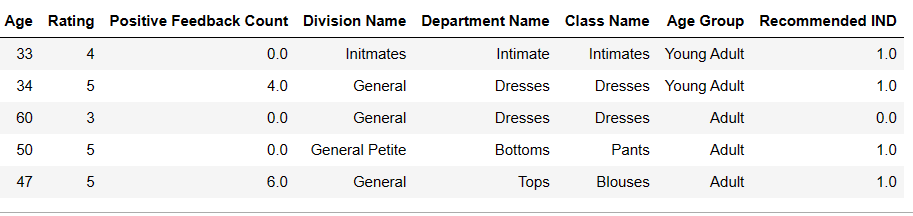 Age Rating Positive Feedback Count Division Name Department Name Class Name Age Group Recommended IND
33 4 0.0 Initmates Intimate Intimates Young Adult 1.0
34 5 4.0 General Dresses Dresses Young Adult 1.0
60 3 0.0 General Dresses Dresses Adult 0.0
50 5 0.0 General Petite Bottoms Pants Adult 1.0
47 5 6.0 General Tops Blouses Adult 1.0